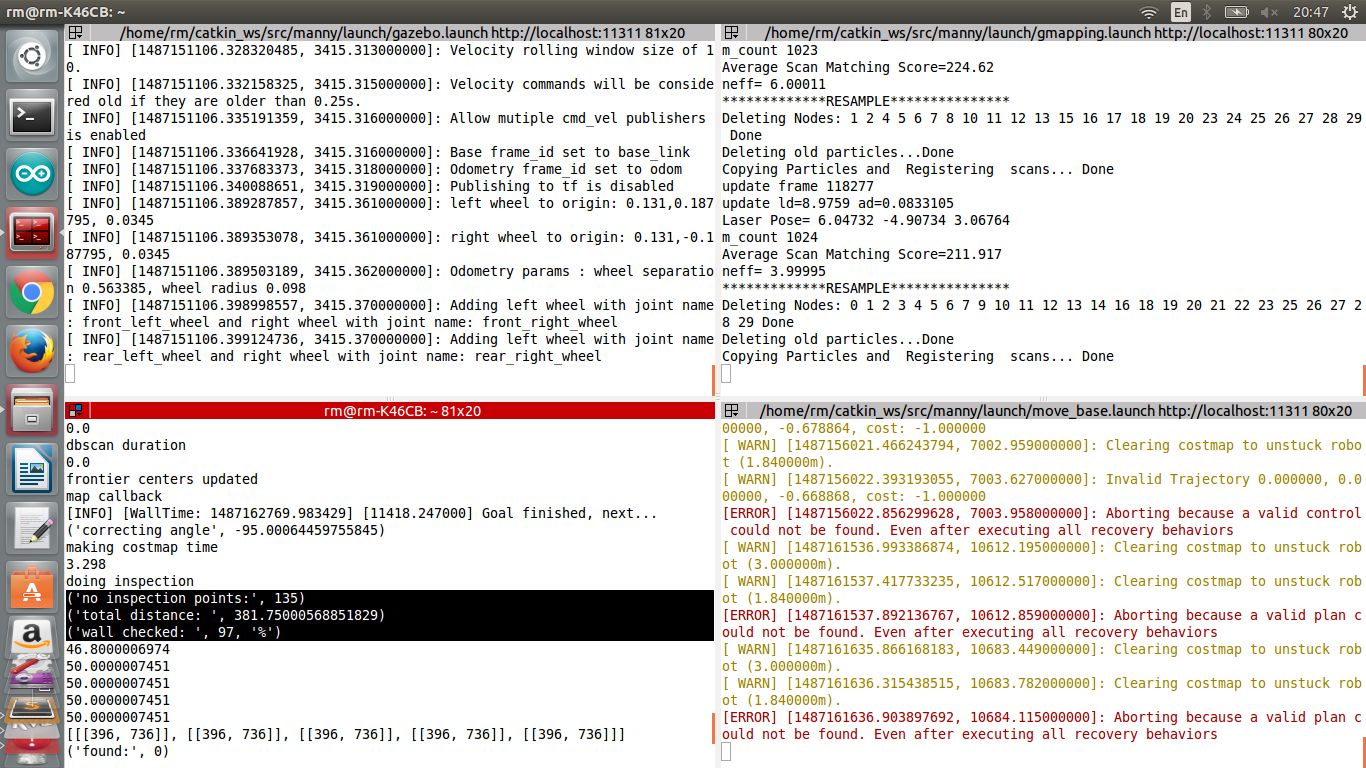 rm@rm-K46CB: ~
En
20:47
/home/rm/catkin_ws/src/manny/launch/gazebo.launch http://localhost:11311 81x20
[ INFO] [1487151106.328320485, 3415.313000000]: Velocity rolling window size of 1
0.
[ INFO] [1487151106.332158325, 3415.315000000]: Velocity commands will be conside
red old if they are older than 0.25s.
[ INFO] [1487151106.335191359, 3415.316000000]: Allow mutiple cmd_vel publishers
is enabled
[ INFO] [1487151106.336641928, 3415.316000000]: Base frame_id set to base_link
[ INFO] [1487151106.337683373, 3415.318000000]: Odometry frame_id set to odom
[ INFO] [1487151106.340088651, 3415.319000000]: Publishing to tf is disabled
[ INFO] [1487151106.389287857, 3415.361000000]: left wheel to origin: 0.131,0.187
795, 0.0345
[ INFO] [1487151106.389353078, 3415.361000000]: right wheel to origin: 0.131,-0.1
87795, 0.0345
[ INFO] [1487151106.389503189, 3415.362000000]: Odometry params : wheel separatio
n 0.563385, wheel radius 0.098
[ INFO] [1487151106.398998557, 3415.370000000]: Adding left wheel with joint name
: front_left_wheel and right wheel with joint name: front_right_wheel
[ INFO] [1487151106.399124736, 3415.370000000]: Adding left wheel with joint name
: rear_left_wheel and right wheel with joint name: rear_right_wheel
/home/rm/catkin_ws/src/manny/launch/gmapping.launch http://localhost:11311 80x20
m_count 1023
Average Scan Matching Score=224.62
neff= 6.00011
*************RESAMPLE***************
Deleting Nodes: 1 2 4 5 6 7 8 10 11 12 13 15 16 17 18 19 20 23 24 25 26 27 28 29
Done
Deleting old particles...Done
Copying Particles and  Registering  scans... Done
update frame 118277
update ld=8.9759 ad=0.0833105
Laser Pose= 6.04732 -4.90734 3.06764
m_count 1024
Average Scan Matching Score=211.917
neff= 3.99995
*************RESAMPLE***************
Deleting Nodes: 0 1 2 3 4 5 6 7 9 10 11 12 13 14 16 18 19 20 21 22 23 25 26 27 2
8 29 Done
Deleting old particles...Done
Copying Particles and  Registering  scans... Done
rm@rm-K46CB: ~ 81x20
0.0
dbscan duration
0.0
frontier centers updated
map callback
[INFO] [WallTime: 1487162769.983429] [11418.247000] Goal finished, next...
('correcting angle', -95.00064459755845)
making costmap time
3.298
doing inspection
('no inspection points:', 135)
('total distance: ', 381.75000568851829)
('wall checked: ', 97, '%')
46.8000006974
50.0000007451
50.0000007451
50.0000007451
50.0000007451
[[[396, 736]], [[396, 736]], [[396, 736]], [[396, 736]], [[396, 736]]]
('found:', 0)
/home/rm/catkin_ws/src/manny/launch/move_base.launch http://localhost:11311 80x20
00000, -0.678864, cost: -1.000000
[ WARN] [1487156021.466243794, 7002.959000000]: Clearing costmap to unstuck robo
t (1.840000m).
[ WARN] [1487156022.392193055, 7003.627000000]: Invalid Trajectory 0.000000, 0.0
00000, -0.668868, cost: -1.000000
[ERROR] [1487156022.856299628, 7003.958000000]: Aborting because a valid control
could not be found. Even after executing all recovery behaviors
[ WARN] [1487161536.993386874, 10612.195000000]: Clearing costmap to unstuck rob
ot (3.000000m).
[ WARN] [1487161537.417733235, 10612.517000000]: Clearing costmap to unstuck rob
ot (1.840000m).
[ERROR] [1487161537.892136767, 10612.859000000]: Aborting because a valid plan c
ould not be found. Even after executing all recovery behaviors
[ WARN] [1487161635.866168183, 10683.449000000]: Clearing costmap to unstuck rob
ot (3.000000m).
[ WARN] [1487161636.315438515, 10683.782000000]: Clearing costmap to unstuck rob
ot (1.840000m).
[ERROR] [1487161636.903897692, 10684.115000000]: Aborting because a valid plan c
ould not be found. Even after executing all recovery behaviors